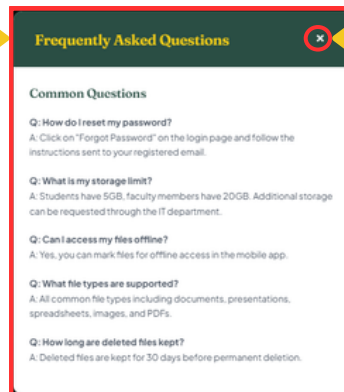 Frequently Asked Questions
×
Common Questions
Q: How do I reset my password?
A: Click on "Forgot Password" on the login page and follow the
instructions sent to your registered email.
Q: What is my storage limit?
A: Students have 5GB, faculty members have 20GB. Additional storage
can be requested through the IT department.
Q: Can I access my files offline?
A: Yes, you can mark files for offline access in the mobile app.
Q: What file types are supported?
A: All common file types including documents, presentations,
spreadsheets, images, and PDFs.
Q: How long are deleted files kept?
A: Deleted files are kept for 30 days before permanent deletion.